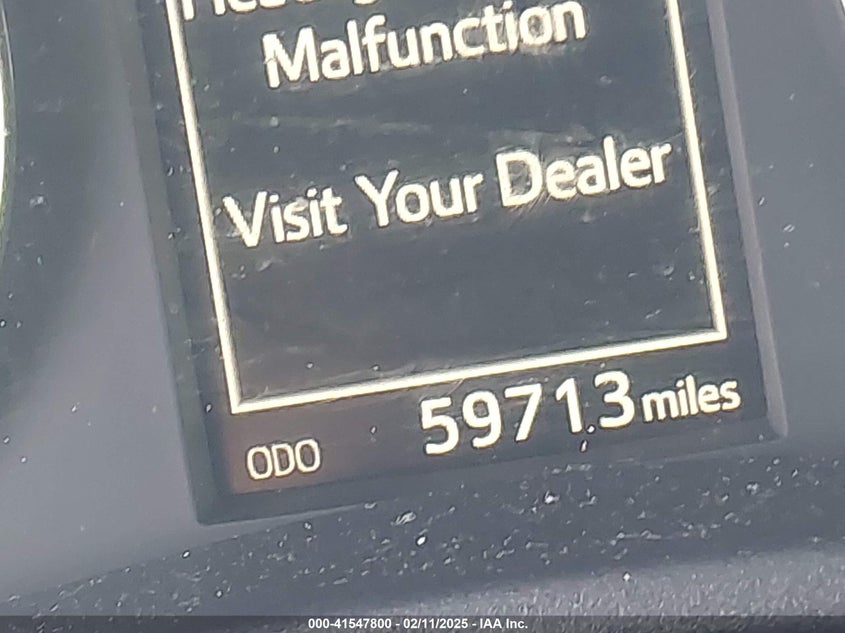 Malfunction
Visit Your Dealer
ODO 59713 miles
000-41547800 - 02/11/2025 - IAA Inc.